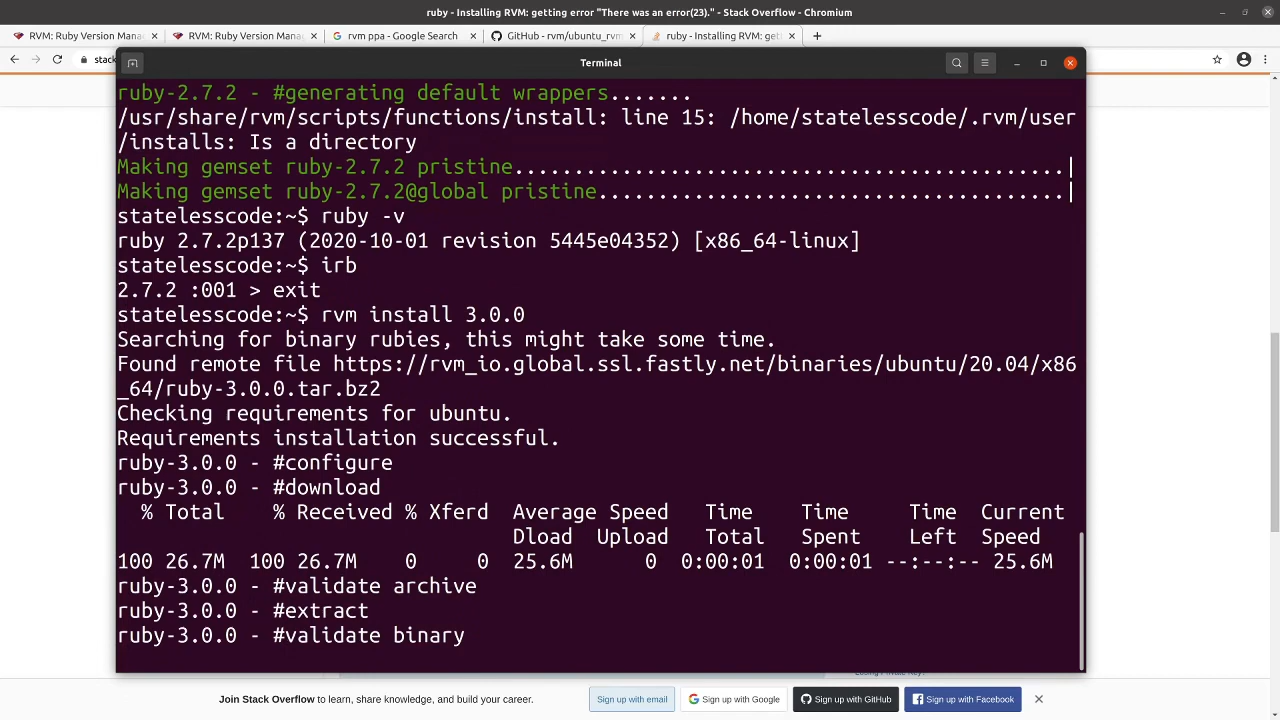 ruby - Installing RVM: getting error "There was an error(23)." - Stack Overflow - Chromium
RVM: Ruby Version Mana
RVM: Ruby Version Mana
rvm ppa - Google Search
GitHub - rvm/ubuntu_rvm
ruby - Installing RVM: get
stack
Terminal
ruby-2.7.2 - #generating default wrappers.......
/usr/share/rvm/scripts/functions/install: line 15: /home/statelesscode/.rvm/user
/installs: Is a directory
Making gemset ruby-2.7.2 pristine..............................................|
Making gemset ruby-2.7.2@global pristine.......................................|
statelesscode:~$ ruby -v
ruby 2.7.2p137 (2020-10-01 revision 5445e04352) [x86_64-linux]
statelesscode:~$ irb
2.7.2 :001 > exit
statelesscode:~$ rvm install 3.0.0
Searching for binary rubies, this might take some time.
Found remote file https://rvm_io.global.ssl.fastly.net/binaries/ubuntu/20.04/x86
_64/ruby-3.0.0.tar.bz2
Checking requirements for ubuntu.
Requirements installation successful.
ruby-3.0.0 - #configure
ruby-3.0.0 - #download
% Total % Received % Xferd Average Speed Time Time Time Current
Dload Upload Total Spent Left Speed
100 26.7M 100 26.7M 0 0 25.6M 0 0:00:01 0:00:01 --:--:-- 25.6M
ruby-3.0.0 - #validate archive
ruby-3.0.0 - #extract
ruby-3.0.0 - #validate binary
Join Stack Overflow to learn, share knowledge, and build your career.
Sign up with email
Sign up with Google
Sign up with GitHub
Sign up with Facebook